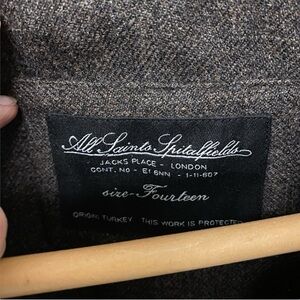 All Saints Spitalfields
JACKS PLACE - LONDON
CONT. NO - E1 6NN - 1-11-607
size - Fourteen
ORIGIN TURKEY. THIS WORK IS PROTECTED